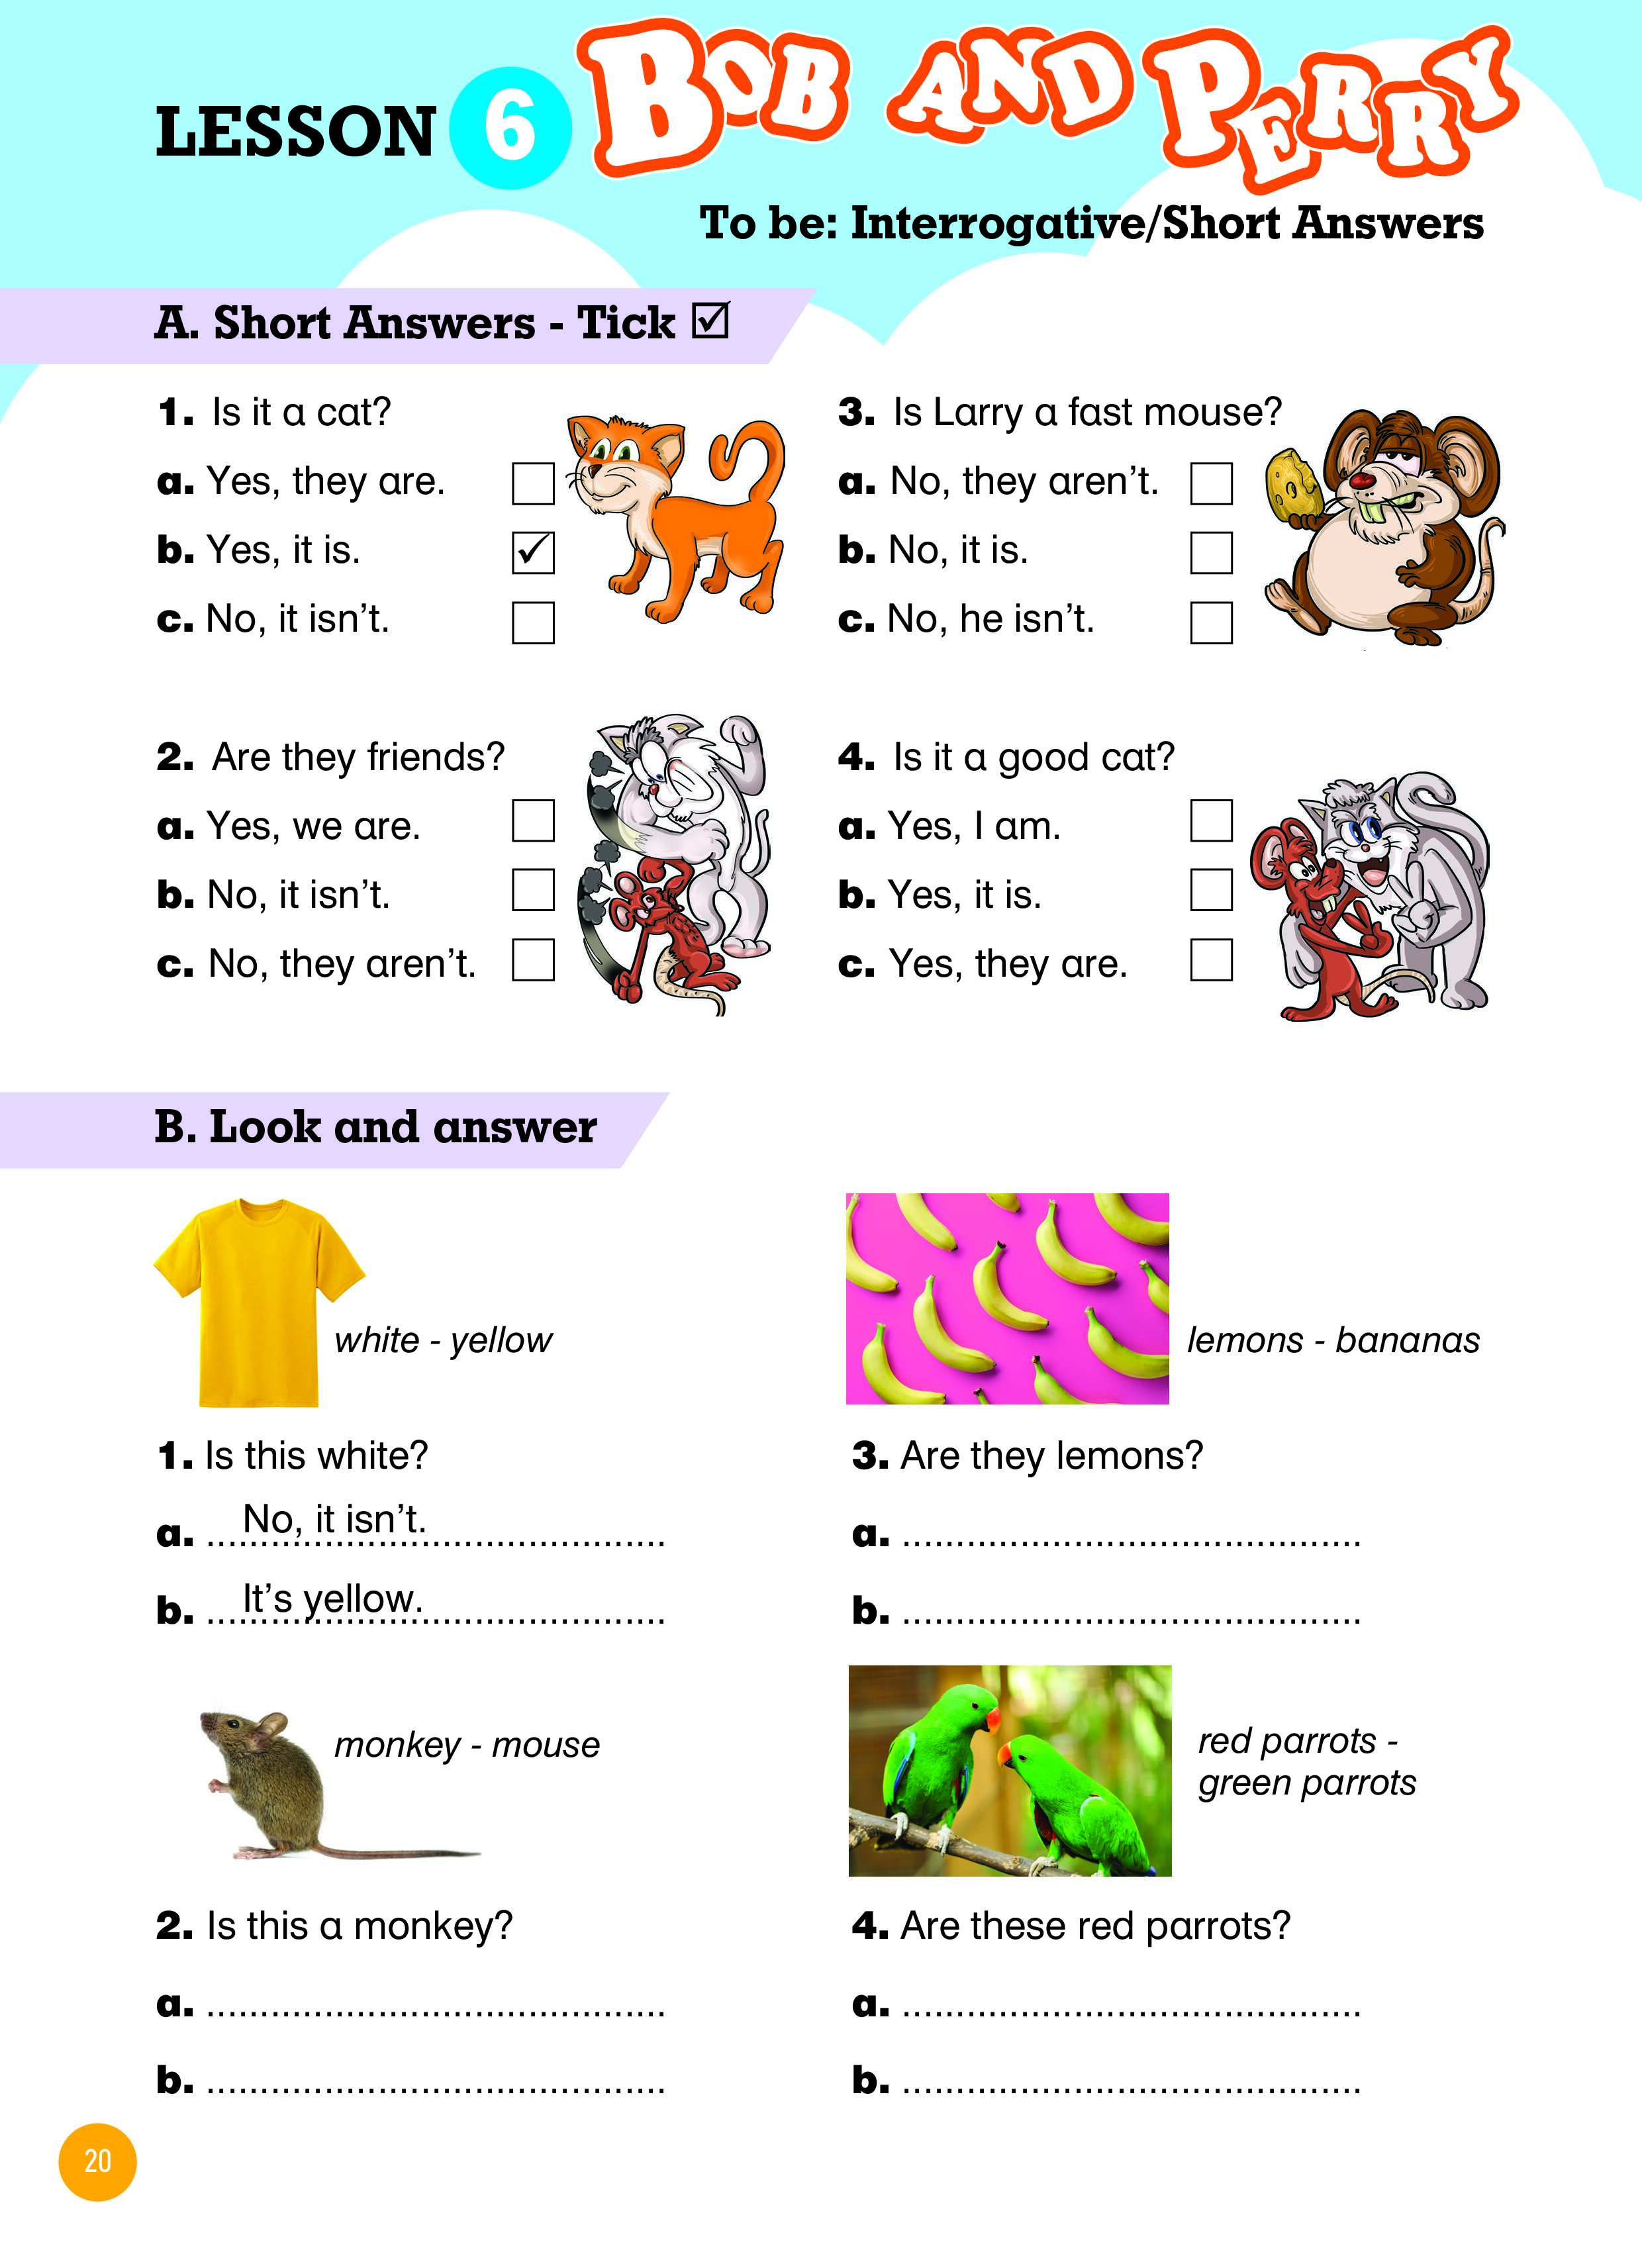 LESSON 6 BOB AND PERRY
To be: Interrogative/Short Answers
A. Short Answers - Tick ☑
1. Is it a cat?
a. Yes, they are.
b. Yes, it is. ✓
c. No, it isn't.
2. Are they friends?
a. Yes, we are.
b. No, it isn't.
c. No, they aren't.
3. Is Larry a fast mouse?
a. No, they aren't.
b. No, it is.
c. No, he isn't.
4. Is it a good cat?
a. Yes, I am.
b. Yes, it is.
c. Yes, they are.
B. Look and answer
white - yellow
1. Is this white?
a. No, it isn't.
b. It's yellow.
monkey - mouse
2. Is this a monkey?
a. ...........................................
b. ...........................................
lemons - bananas
3. Are they lemons?
a. ...........................................
b. ...........................................
red parrots -
green parrots
4. Are these red parrots?
a. ...........................................
b. ...........................................
20